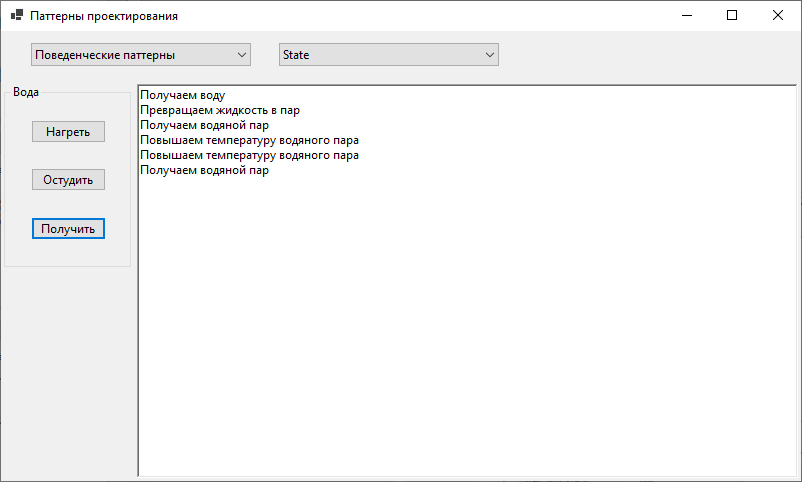 Паттерны проектирования
Поведенческие паттерны
State
Вода
Нагреть
Остудить
Получить
Получаем воду
Превращаем жидкость в пар
Получаем водяной пар
Повышаем температуру водяного пара
Повышаем температуру водяного пара
Получаем водяной пар